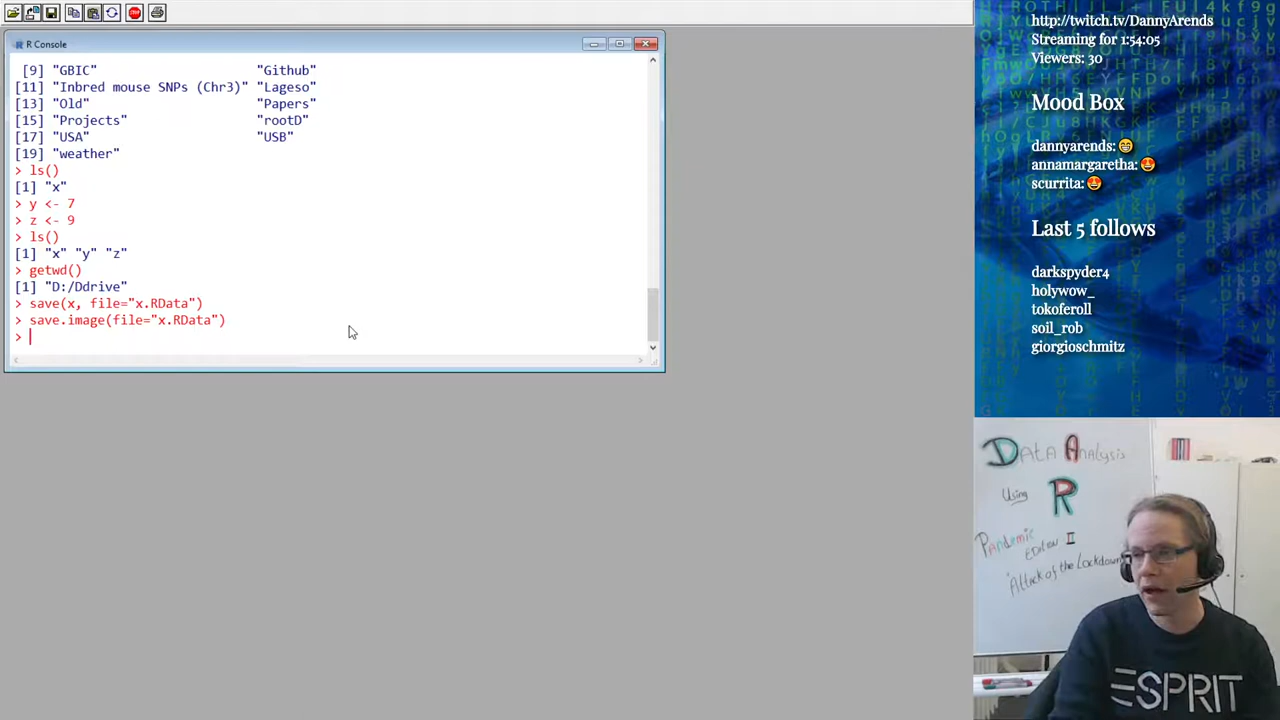 R Console
[9] "GBIC" "Github"
[11] "Inbred mouse SNPs (Chr3)" "Lageso"
[13] "Old" "Papers"
[15] "Projects" "rootD"
[17] "USA" "USB"
[19] "weather"
> ls()
[1] "x"
> y <- 7
> z <- 9
> ls()
[1] "x" "y" "z"
> getwd()
[1] "D:/Ddrive"
> save(x, file="x.RData")
> save.image(file="x.RData")
>
STOP
http://twitch.tv/DannyArends
Streaming for 1:54:05
Viewers: 30
Mood Box
dannyarends:
annamargaretha:
scurrita:
Last 5 follows
darkspyder4
holywow_
tokoferoll
soil_rob
giorgioschmitz
Data Analysis
Using R
Pandemic
Edition II
'Attack of the Lockdown
ESPRIT